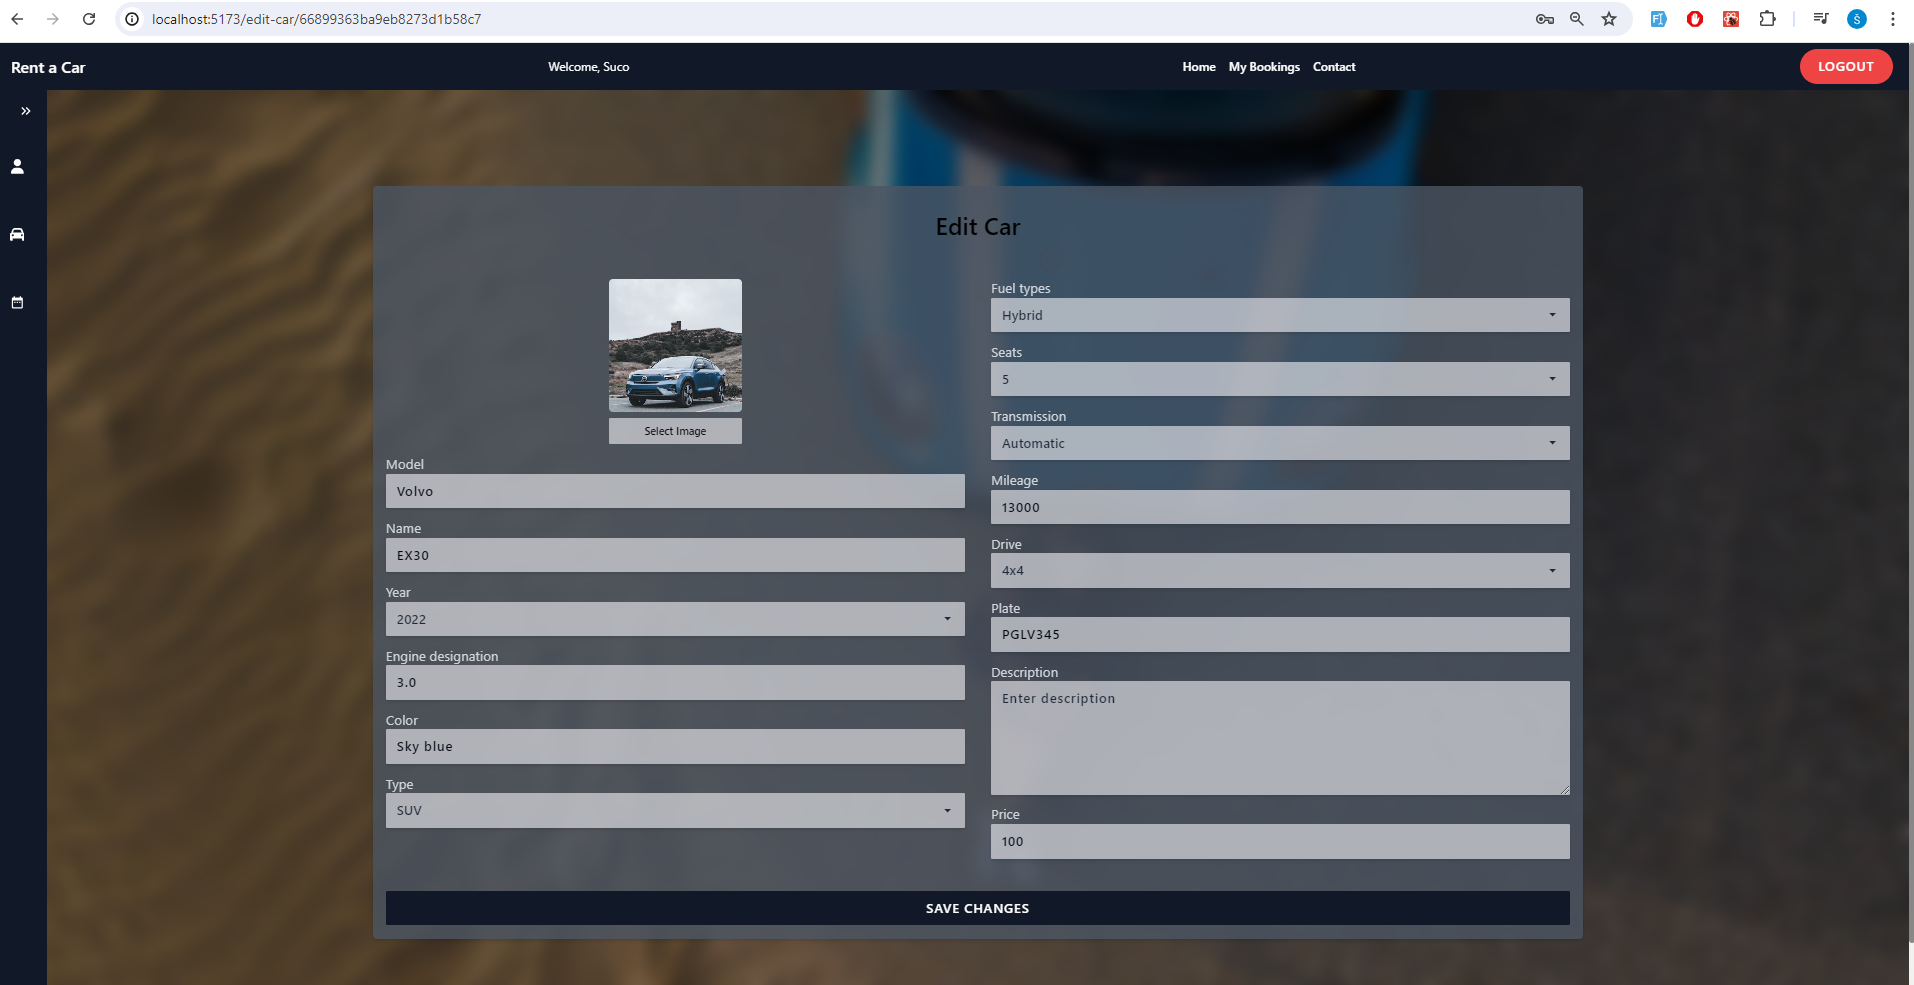 localhost:5173/edit-car/66899363ba9eb8273d1b58c7
Rent a Car
Welcome, Suco
Home
My Bookings
Contact
LOGOUT
Edit Car
Select Image
Model
Volvo
Name
EX30
Year
2022
Engine designation
3.0
Color
Sky blue
Type
SUV
Fuel types
Hybrid
Seats
5
Transmission
Automatic
Mileage
13000
Drive
4x4
Plate
PGLV345
Description
Enter description
Price
100
SAVE CHANGES